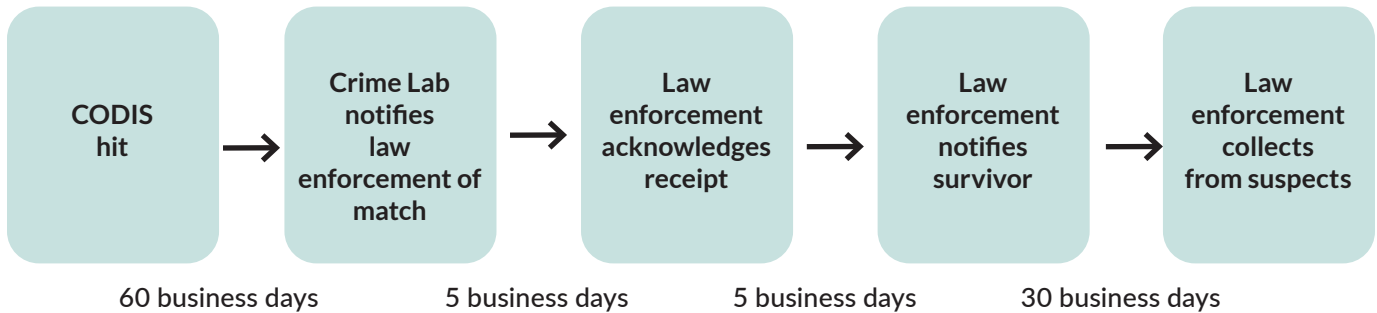 CODIS
hit
Crime Lab
notifies
law
enforcement of
match
Law
enforcement
acknowledges
receipt
Law
enforcement
notifies
survivor
Law
enforcement
collects
from suspects
60 business days
5 business days
5 business days
30 business days